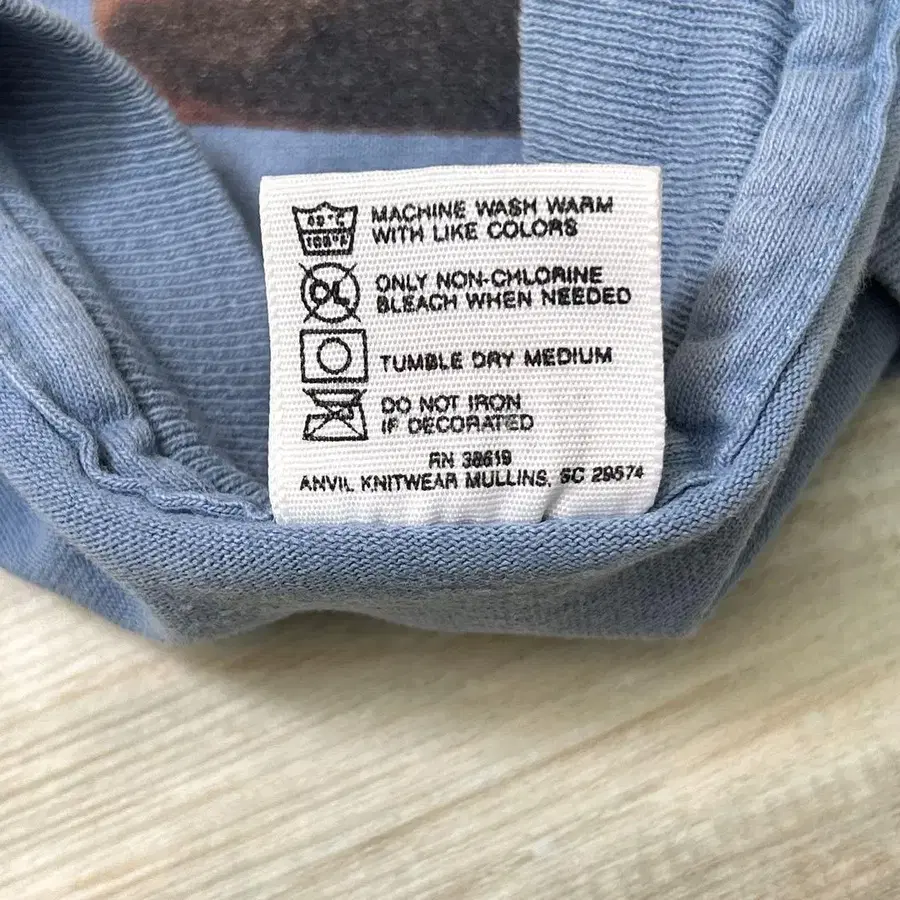 40°C
105°F
MACHINE WASH WARM
WITH LIKE COLORS
CL
ONLY NON-CHLORINE
BLEACH WHEN NEEDED
TUMBLE DRY MEDIUM
DO NOT IRON
IF DECORATED
RN 38619
ANVIL KNITWEAR MULLINS, SC 29574